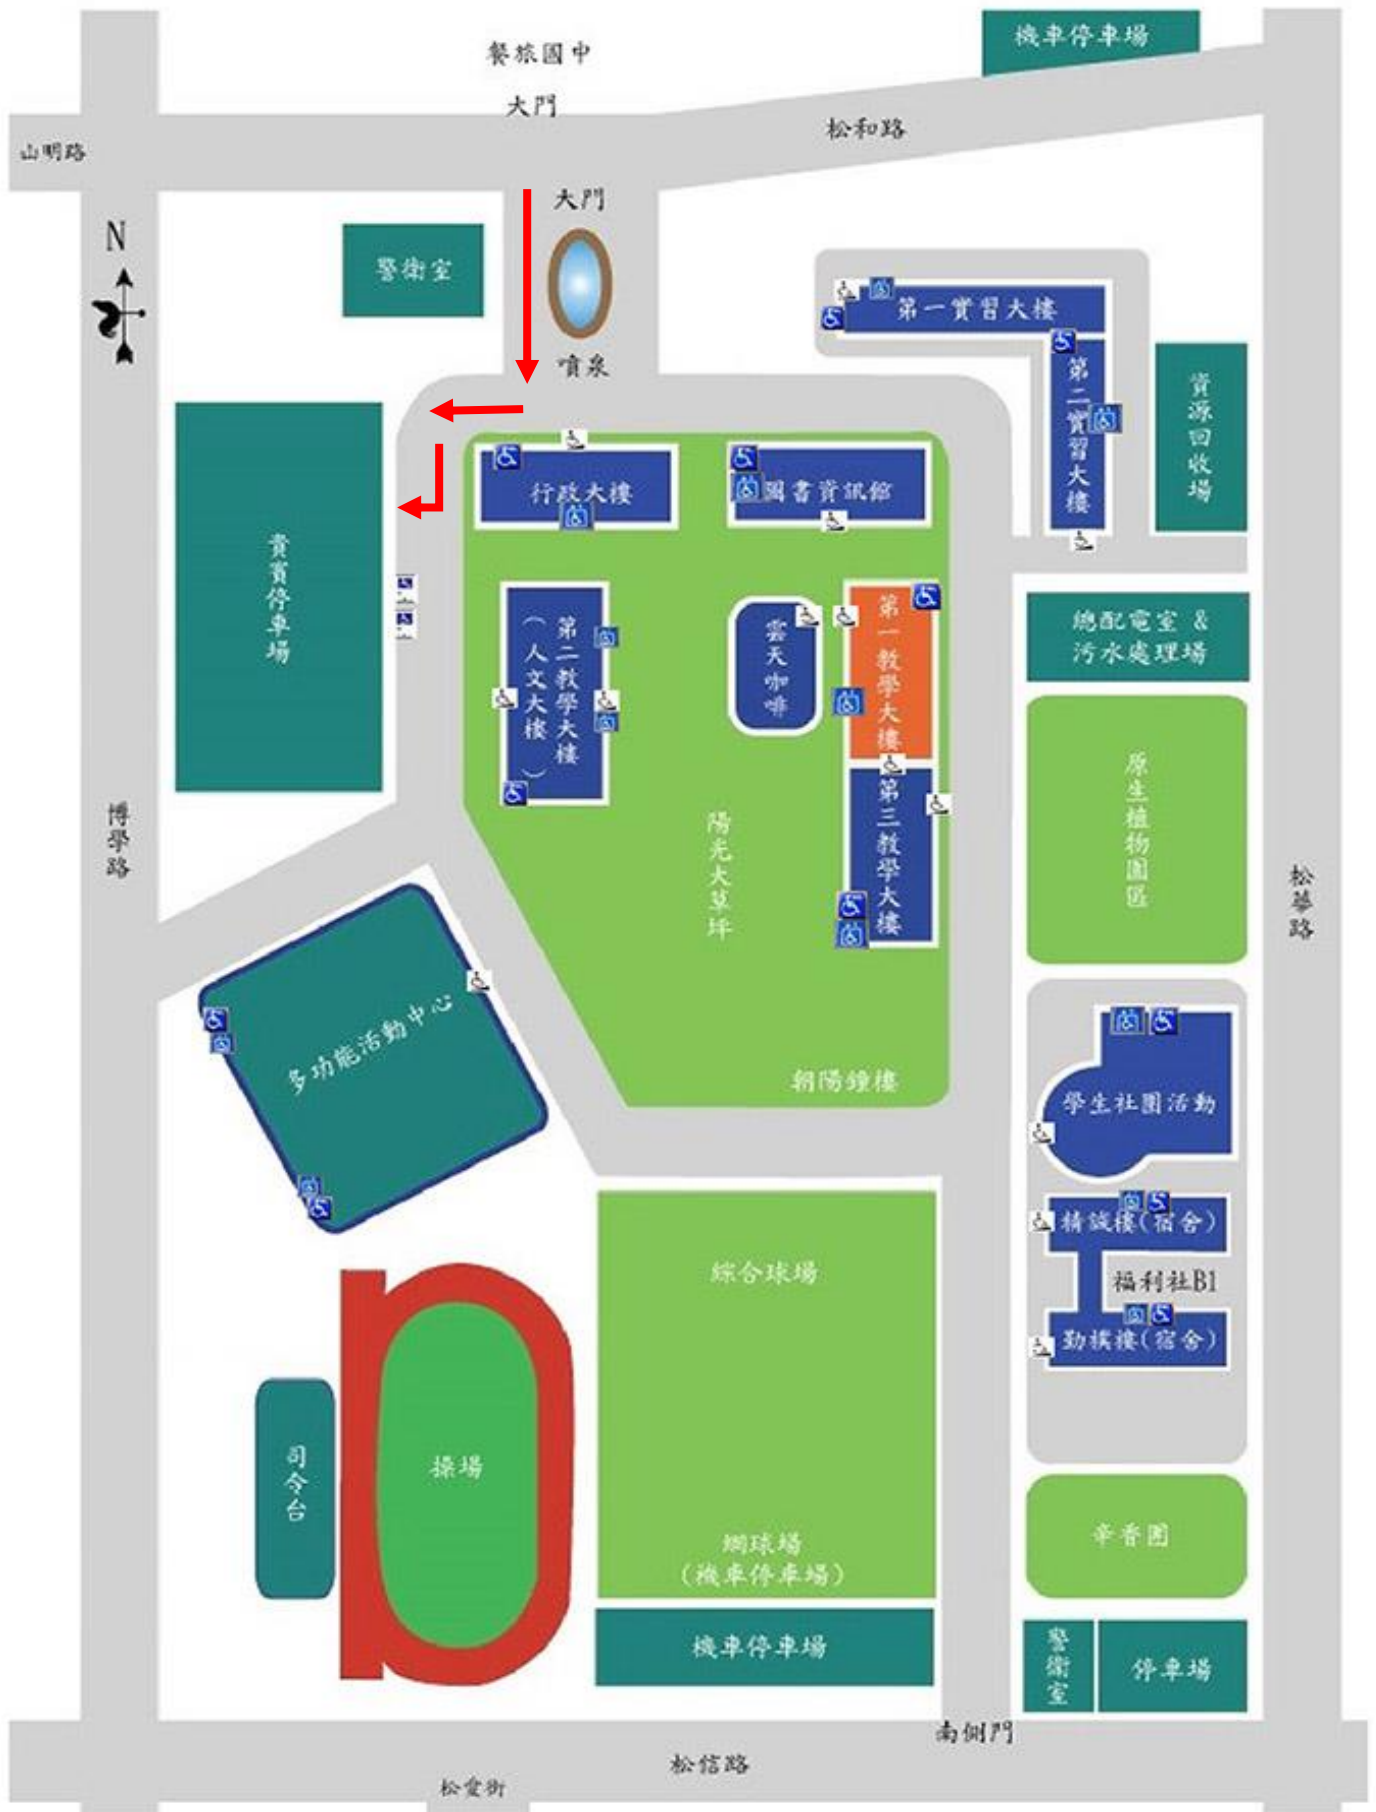 機車停車場
餐旅國中
大門
松和路
山明路
大門
N
警衛室
噴泉
第一實習大樓
第二實習大樓
資源回收場
行政大樓
圖書資訊館
貴賓停車場
第二教學大樓
（人文大樓）
雲天咖啡
第一教學大樓
總配電室 &
污水處理場
原生植物園區
第三教學大樓
陽光大草坪
博學路
松華路
多功能活動中心
朝陽鐘樓
學生社團活動
精誠樓(宿舍)
福利社B1
勤樸樓(宿舍)
綜合球場
操場
司令台
網球場
(機車停車場)
辛香園
機車停車場
警衛室
停車場
南側門
松信路
松愛街